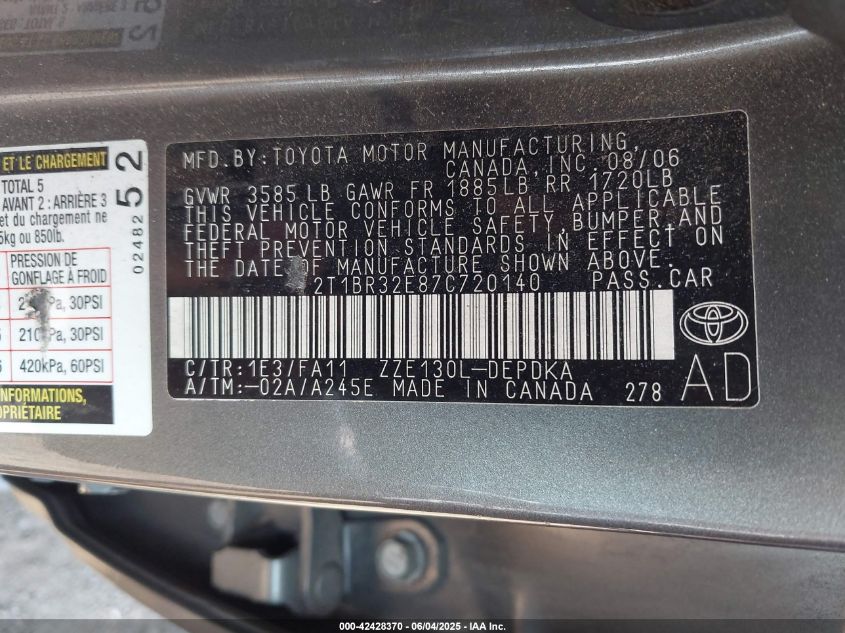 MFD. BY: TOYOTA MOTOR MANUFACTURING,
CANADA, INC. 08/06
GVWR 3585 LB GAWR FR 1885LB RR 1720LB
THIS VEHICLE CONFORMS TO ALL APPLICABLE
FEDERAL MOTOR VEHICLE SAFETY, BUMPER, AND
THEFT PREVENTION STANDARDS IN EFFECT ON
THE DATE OF MANUFACTURE SHOWN ABOVE.
2T1BR32E87C720140 PASS. CAR
C/TR: 1E3/FA11 ZZE130L-DEPDKA
A/TM:-02A/A245E MADE IN CANADA 278
AD
ET LE CHARGEMENT
TOTAL 5
AVANT 2 : ARRIÈRE 3
et du chargement ne
5kg ou 850lb.
PRESSION DE
GONFLAGE À FROID
kPa, 30PSI
210kPa, 30PSI
420kPa, 60PSI
INFORMATIONS,
PROPRIÉTAIRE
02482 52
000-42428370 - 06/04/2025 - IAA Inc.